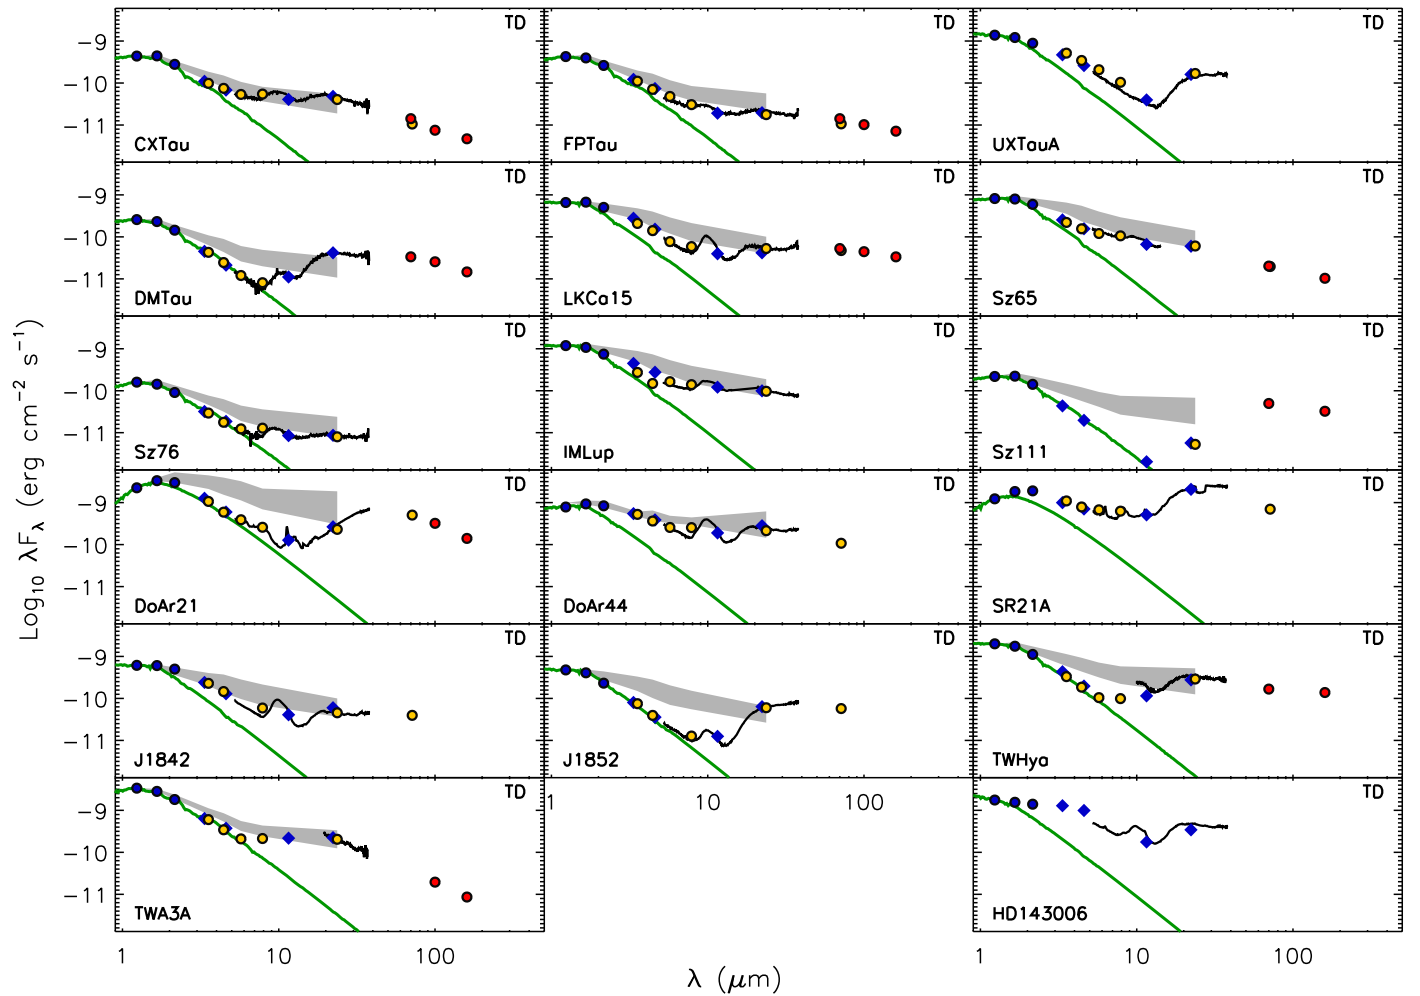 TD TD TD
−9
−10
−11
CXTau FPTau UXTauA
TD TD TD
−9
−10
−11
DMTau LKCa15 Sz65
TD TD TD
−9
−10
−11
Sz76 IMLup Sz111
TD TD TD
−9
−10
−11
DoAr21 DoAr44 SR21A
TD TD TD
−9
−10
−11
J1842 J1852 TWHya
TD TD
−9
−10
−11
TWA3A HD143006
1 10 100
1 10 100
1 10 100
Log₁₀ λFλ (erg cm⁻² s⁻¹)
λ (μm)